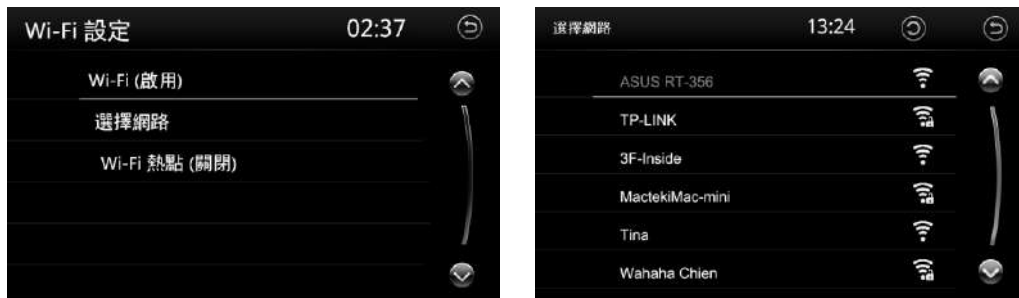 Wi-Fi 設定 02:37
Wi-Fi (啟用)
選擇網路
Wi-Fi 熱點 (關閉)
選擇網路 13:24
ASUS RT-356
TP-LINK
3F-Inside
MactekiMac-mini
Tina
Wahaha Chien